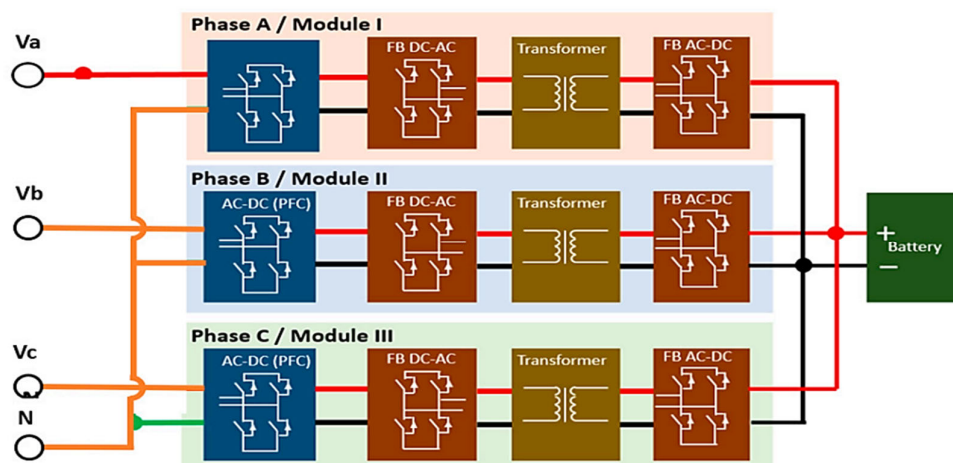 Phase A / Module I
Va
FB DC-AC
Transformer
FB AC-DC
Phase B / Module II
Vb
AC-DC (PFC)
FB DC-AC
Transformer
FB AC-DC
+
Battery
−
Phase C / Module III
Vc
AC-DC (PFC)
FB DC-AC
Transformer
FB AC-DC
N